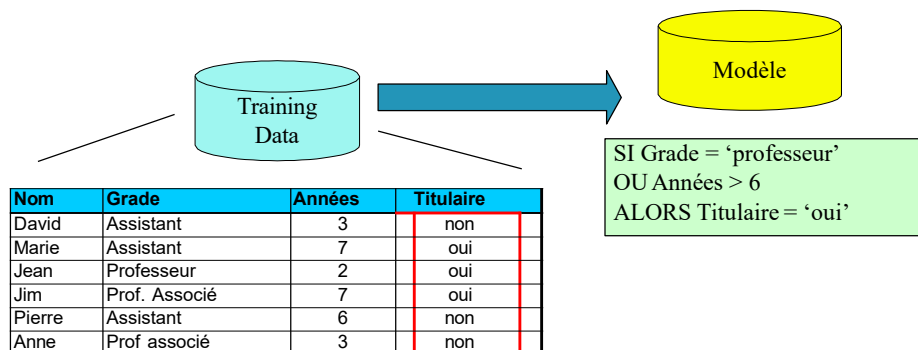 Training
Data
Modèle
SI Grade = ‘professeur’
OU Années > 6
ALORS Titulaire = ‘oui’
Nom Grade Années Titulaire
David Assistant 3 non
Marie Assistant 7 oui
Jean Professeur 2 oui
Jim Prof. Associé 7 oui
Pierre Assistant 6 non
Anne Prof associé 3 non